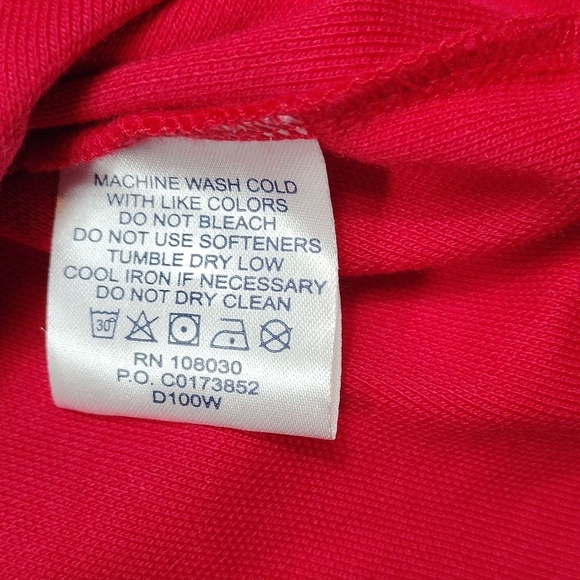 MACHINE WASH COLD
WITH LIKE COLORS
DO NOT BLEACH
DO NOT USE SOFTENERS
TUMBLE DRY LOW
COOL IRON IF NECESSARY
DO NOT DRY CLEAN
30°
RN 108030
P.O. C0173852
D100W